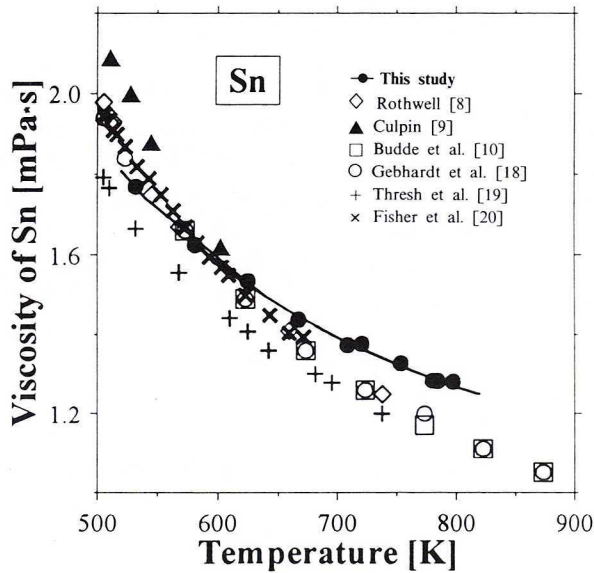 Sn
This study
Rothwell [8]
Culpin [9]
Budde et al. [10]
Gebhardt et al. [18]
Thresh et al. [19]
Fisher et al. [20]
Viscosity of Sn [mPa•s]
2.0
1.6
1.2
500 600 700 800 900
Temperature [K]